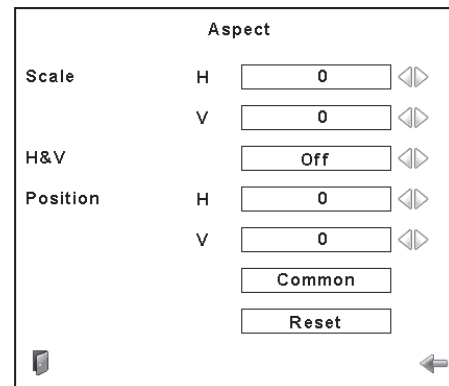 Aspect
Scale H 0
V 0
H&V Off
Position H 0
V 0
Common
Reset